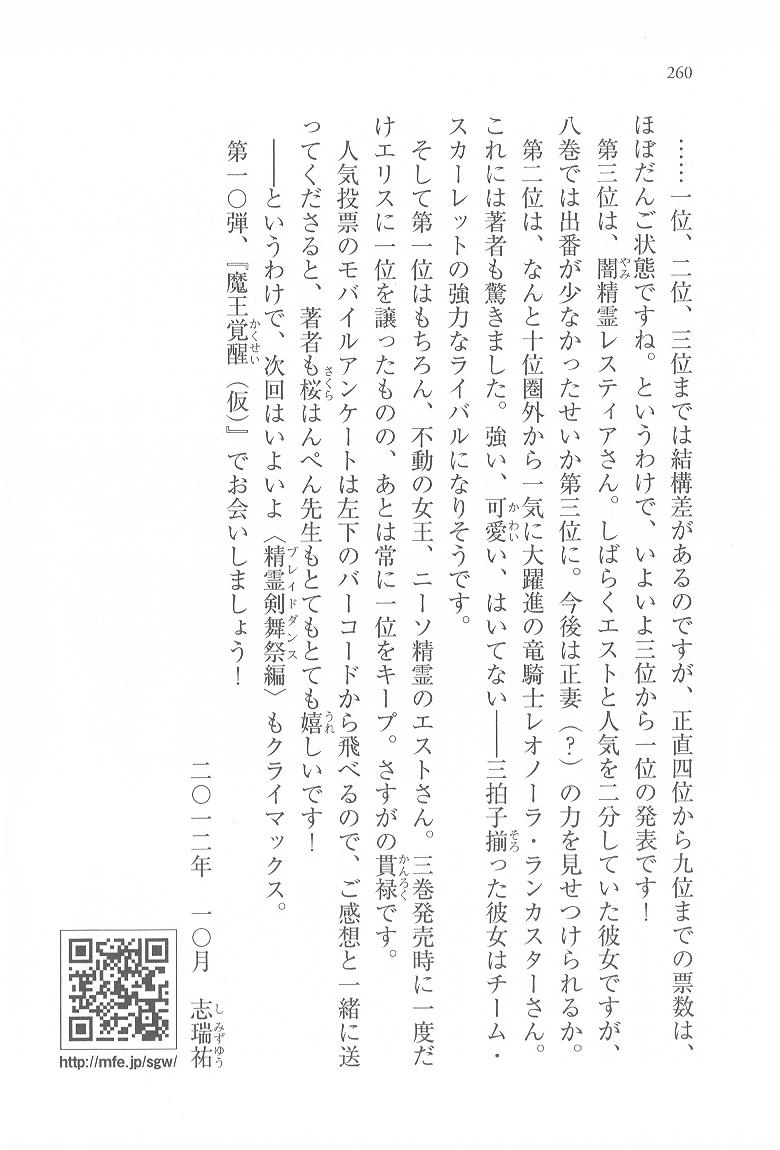 260
……一位、二位、三位までは結構差があるのですが、正直四位から九位までの票数は、
ほぼだんご状態ですね。というわけで、いよいよ三位から一位の発表です！
第三位は、闇精霊レスティアさん。しばらくエストと人気を二分していた彼女ですが、
八巻では出番が少なかったせいか第三位に。今後は正妻（？）の力を見せつけられるか。
第二位は、なんと十位圏外から一気に大躍進の竜騎士レオノーラ・ランカスターさん。
これには著者も驚きました。強い、可愛い、はいてない――三拍子揃った彼女はチーム・
スカーレットの強力なライバルになりそうです。
そして第一位はもちろん、不動の女王、ニーソ精霊のエストさん。三巻発売時に一度だ
けエリスに一位を譲ったものの、あとは常に一位をキープ。さすがの貫禄です。
人気投票のモバイルアンケートは左下のバーコードから飛べるので、ご感想と一緒に送
ってくださると、著者も桜はんぺん先生もとてもとても嬉しいです！
――というわけで、次回はいよいよ〈精霊剣舞祭編〉もクライマックス。
第一〇弾、『魔王覚醒（仮）』でお会いしましょう！
二〇一二年　一〇月　志瑞祐
http://mfe.jp/sgw/